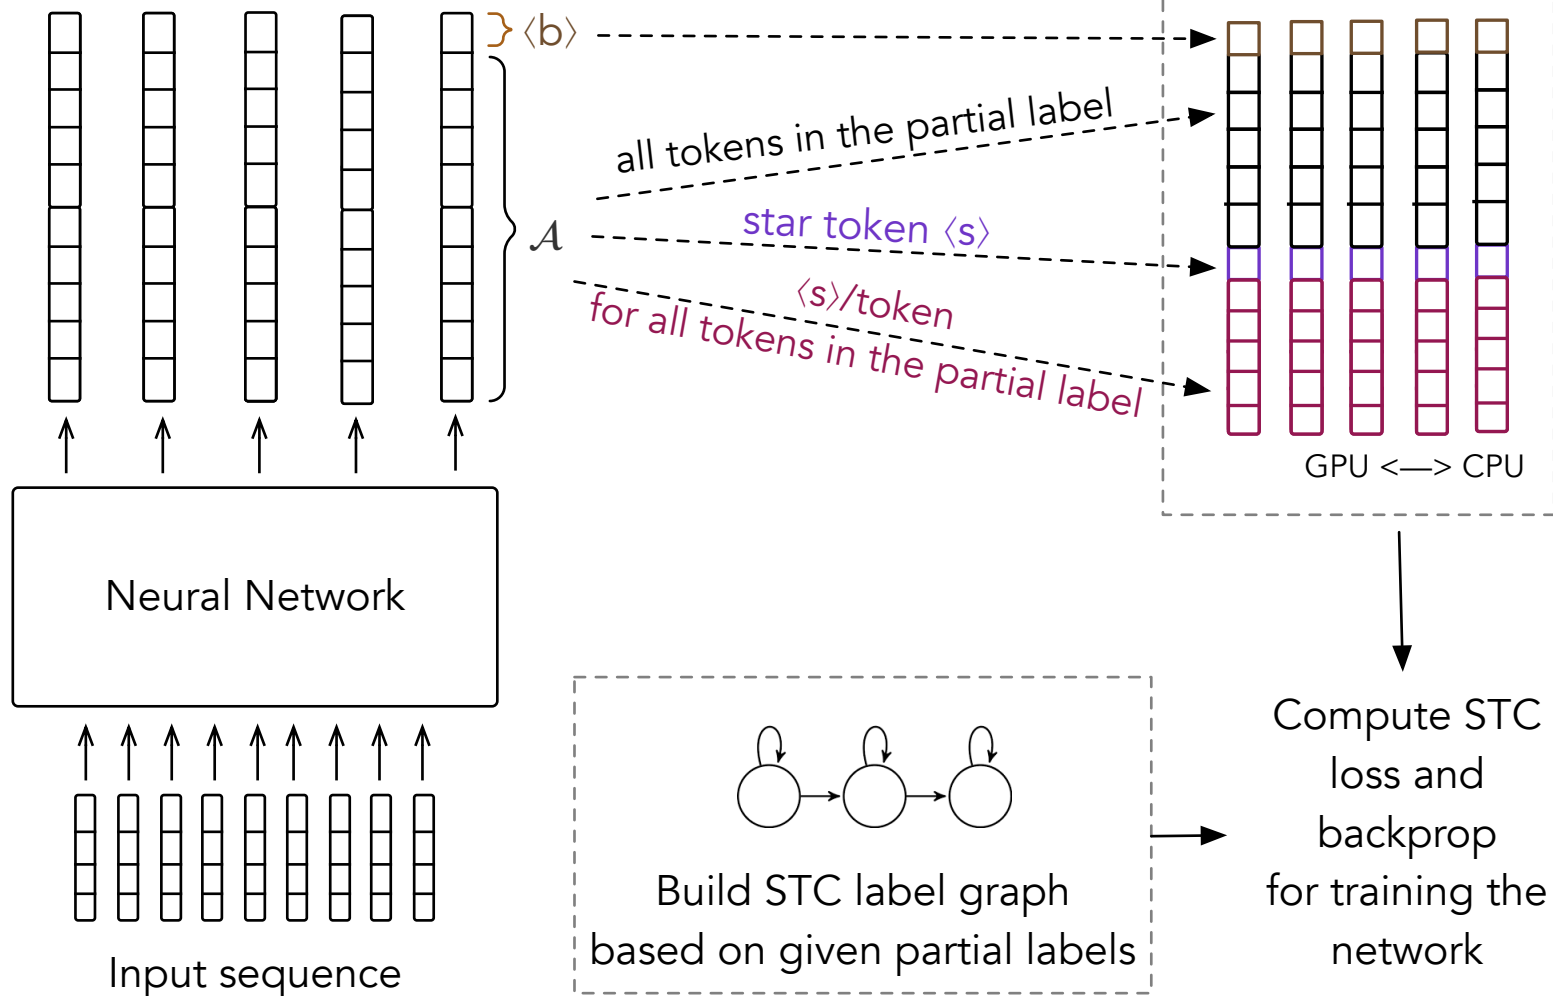 ⟨b⟩
all tokens in the partial label
𝒜
star token ⟨s⟩
⟨s⟩/token
for all tokens in the partial label
GPU <—> CPU
Neural Network
Input sequence
Build STC label graph
based on given partial labels
Compute STC
loss and
backprop
for training the
network